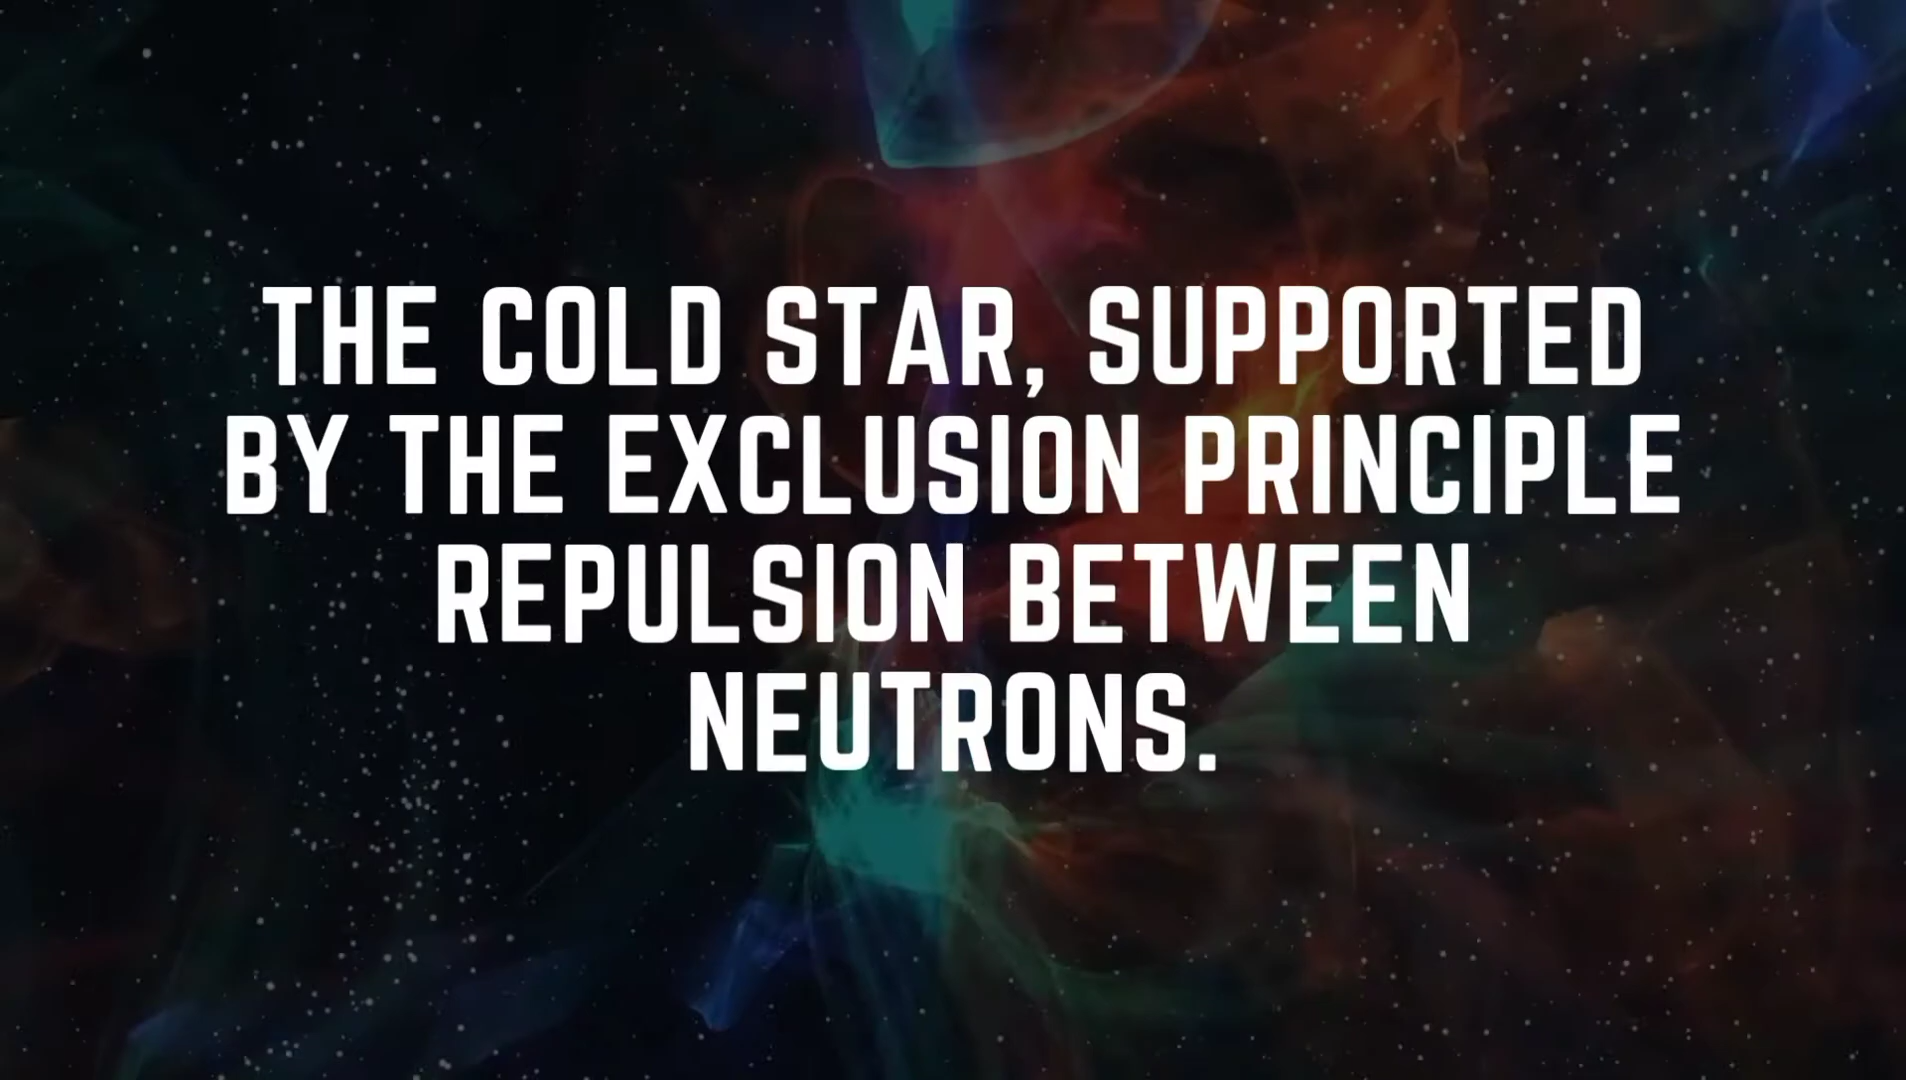 THE COLD STAR, SUPPORTED
BY THE EXCLUSION PRINCIPLE
REPULSION BETWEEN
NEUTRONS.